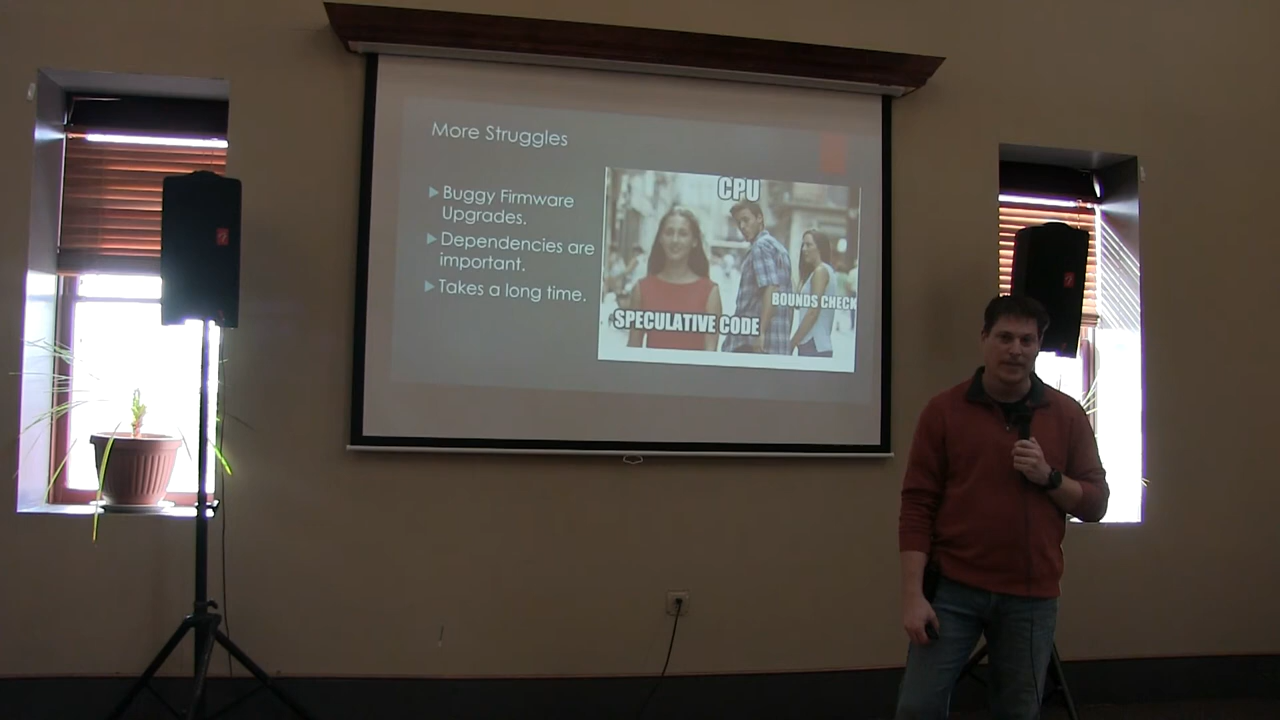 More Struggles
Buggy Firmware
Upgrades.
Dependencies are
important.
Takes a long time.
CPU
BOUNDS CHECK
SPECULATIVE CODE